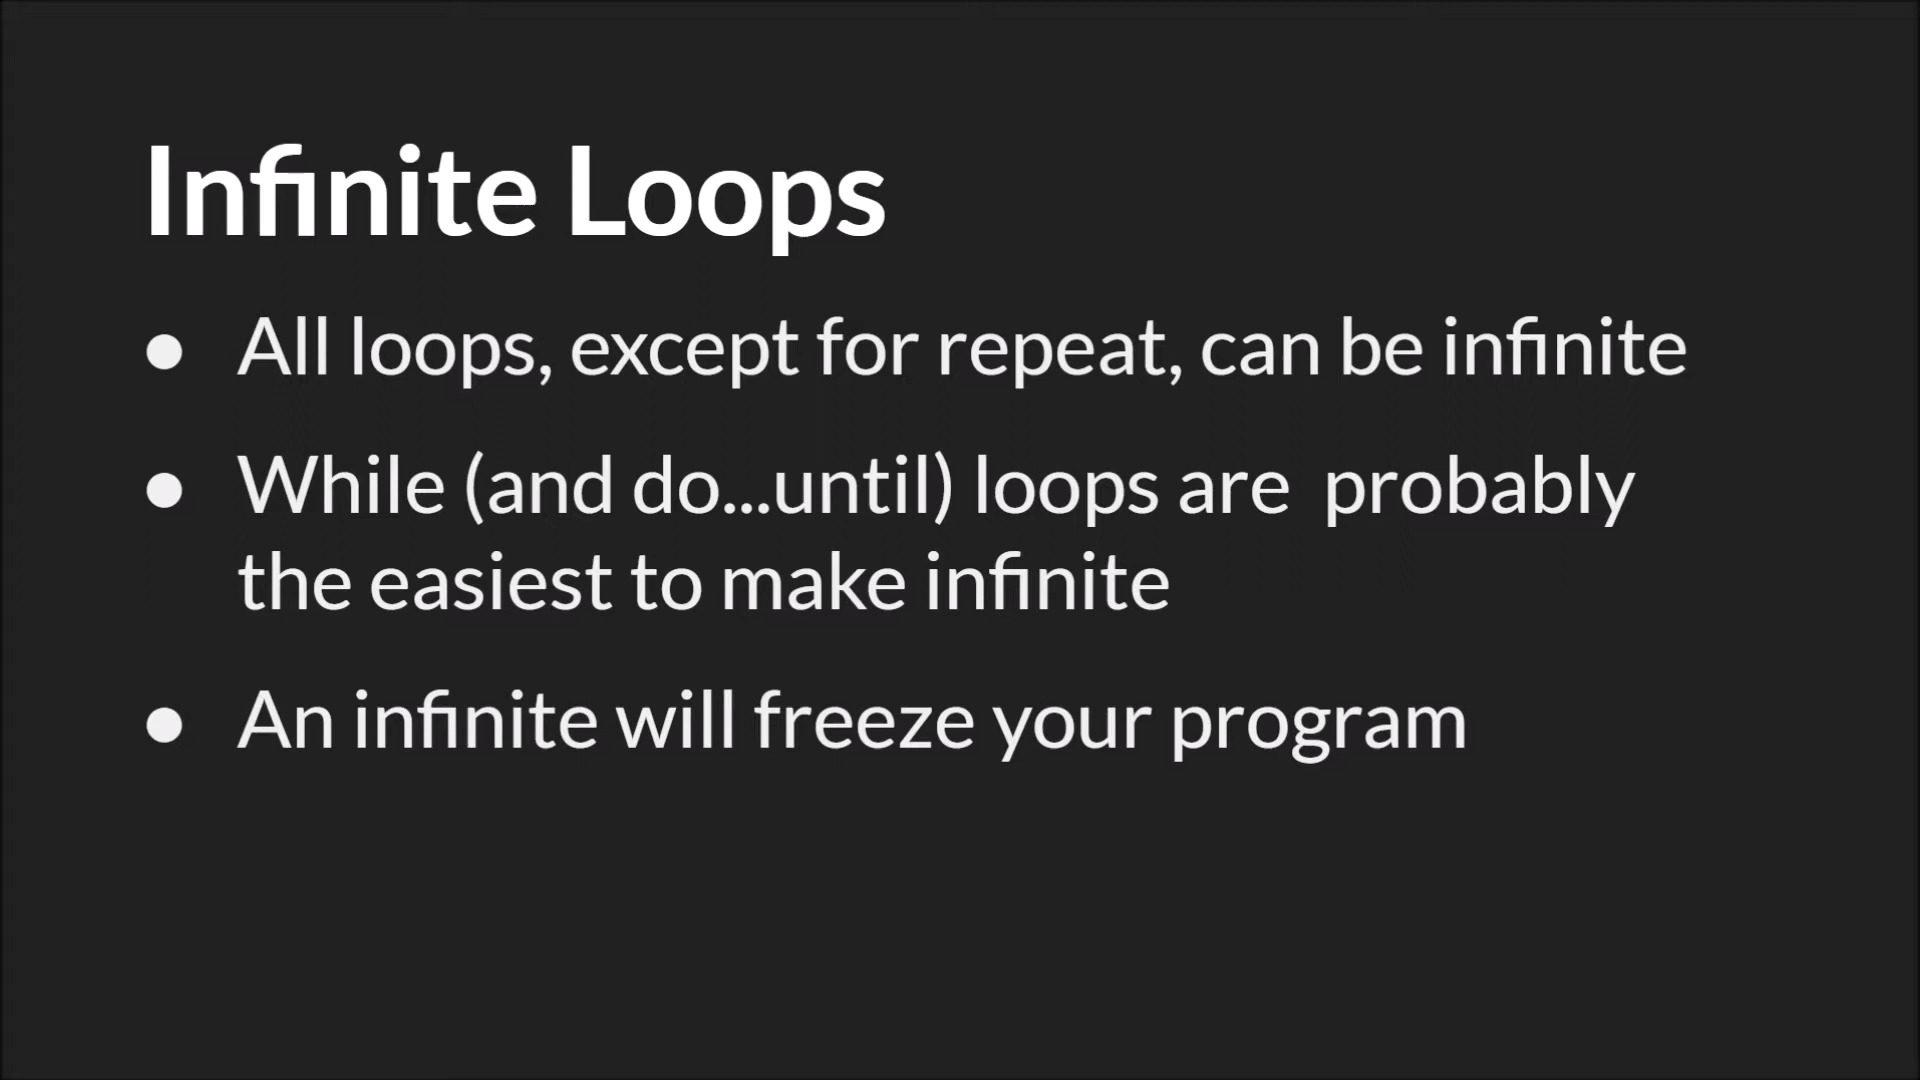 Infinite Loops
● All loops, except for repeat, can be infinite
● While (and do...until) loops are  probably
the easiest to make infinite
● An infinite will freeze your program